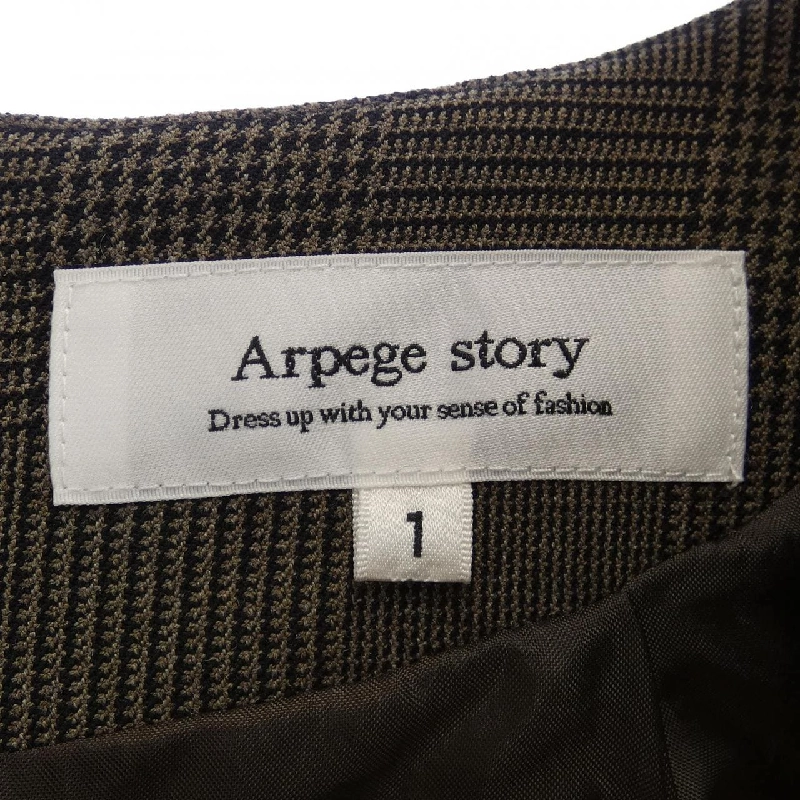 Arpege story
Dress up with your sense of fashion
1